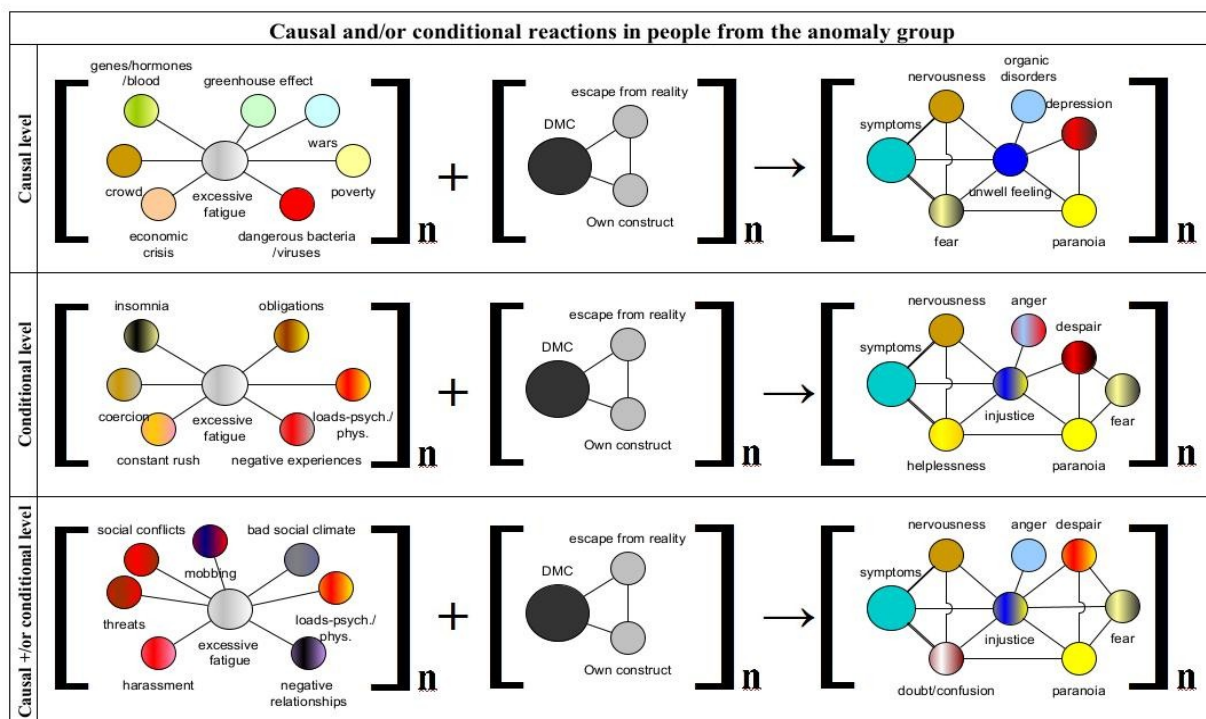 Causal and/or conditional reactions in people from the anomaly group
Causal level
genes/hormones
/blood
greenhouse effect
wars
crowd
excessive
fatigue
poverty
economic
crisis
dangerous bacteria
/viruses
n
+
escape from reality
DMC
Own construct
n
→
nervousness
organic
disorders
depression
symptoms
unwell feeling
fear
paranoia
n
Conditional level
insomnia
obligations
coercion
excessive
fatigue
loads-psych./
phys.
constant rush
negative experiences
n
+
escape from reality
DMC
Own construct
n
→
nervousness
anger
despair
symptoms
injustice
fear
helplessness
paranoia
n
Causal +/or conditional level
social conflicts
mobbing
bad social climate
threats
excessive
fatigue
loads-psych./
phys.
harassment
negative
relationships
n
+
escape from reality
DMC
Own construct
n
→
nervousness
anger
despair
symptoms
injustice
fear
doubt/confusion
paranoia
n